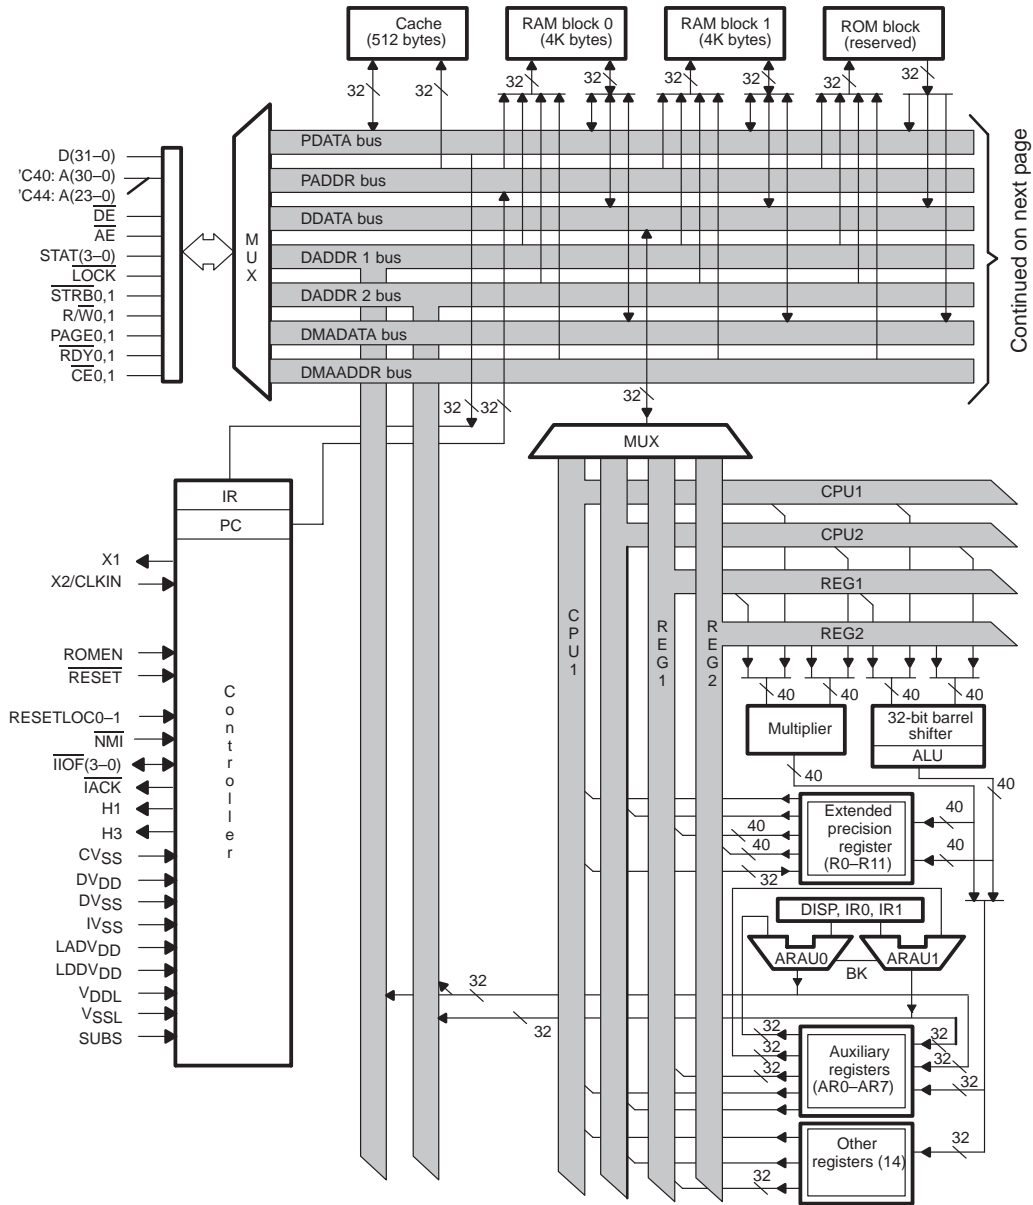 Cache
(512 bytes)
RAM block 0
(4K bytes)
RAM block 1
(4K bytes)
ROM block
(reserved)
32
32
32
32
32
32
32
32
PDATA bus
PADDR bus
DDATA bus
DADDR 1 bus
DADDR 2 bus
DMADATA bus
DMAADDR bus
MUX
D(31–0)
'C40: A(30–0)
'C44: A(23–0)
DE
AE
STAT(3–0)
LOCK
STRB0,1
R/W0,1
PAGE0,1
RDY0,1
CE0,1
Continued on next page
32
32
32
MUX
IR
PC
CPU1
CPU2
REG1
REG2
CPU1
REG1
REG2
X1
X2/CLKIN
ROMEN
RESET
RESETLOC0–1
NMI
IIOF(3–0)
IACK
H1
H3
CVSS
DVDD
DVSS
IVSS
LADVDD
LDDVDD
VDDL
VSSL
SUBS
Controller
40
40
40
40
Multiplier
32-bit barrel
shifter
ALU
40
40
Extended
precision
register
(R0–R11)
40
40
40
40
32
DISP, IR0, IR1
ARAU0
BK
ARAU1
32
32
32
32
32
32
32
32
Auxiliary
registers
(AR0–AR7)
Other
registers (14)
32
32